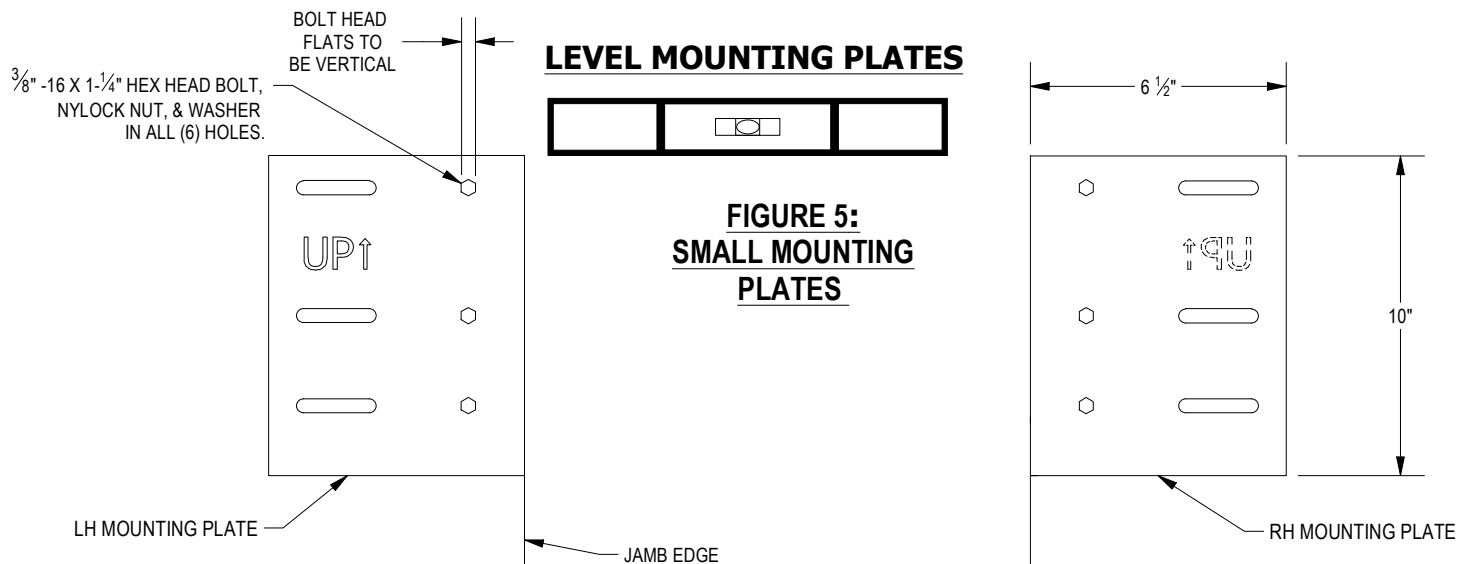 BOLT HEAD
FLATS TO
BE VERTICAL
⅜" -16 X 1-¼" HEX HEAD BOLT,
NYLOCK NUT, & WASHER
IN ALL (6) HOLES.
LEVEL MOUNTING PLATES
6 ½"
UP↑
FIGURE 5:
SMALL MOUNTING
PLATES
UP↑
10"
LH MOUNTING PLATE
JAMB EDGE
RH MOUNTING PLATE